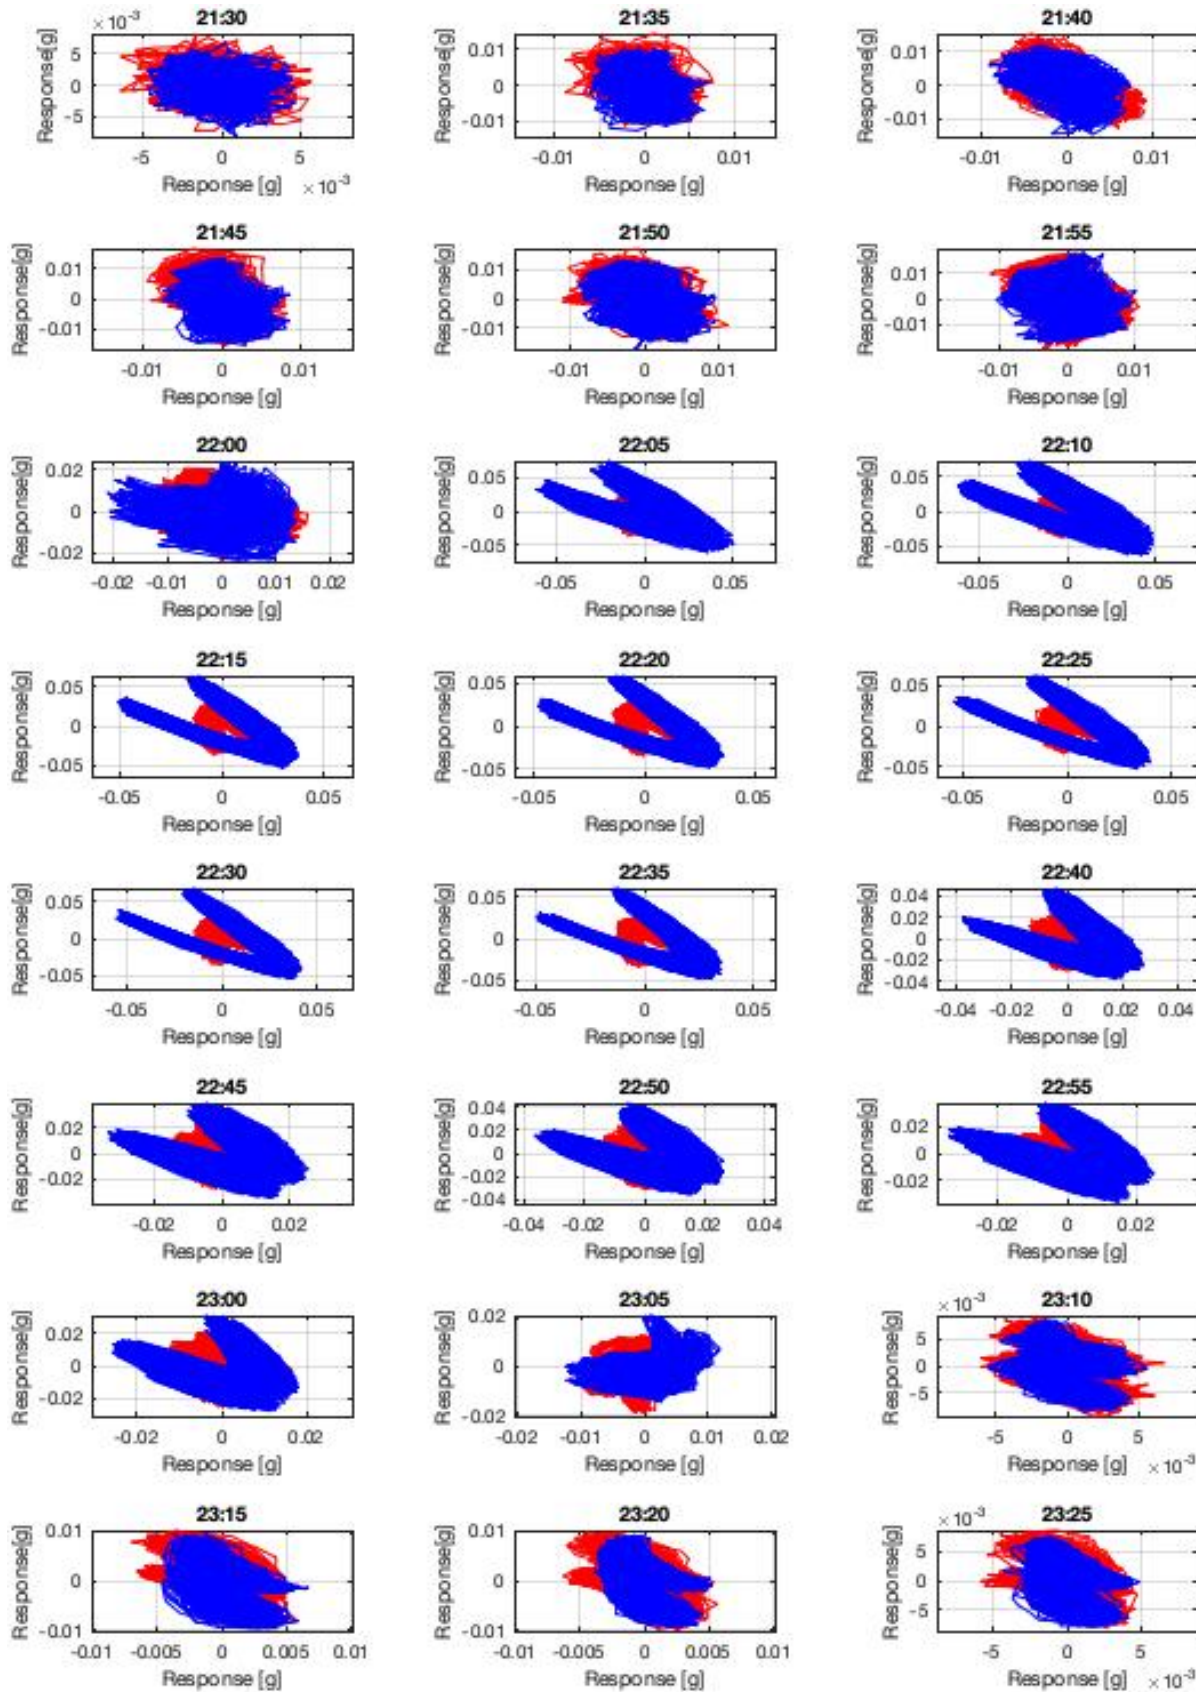 × 10⁻³ 21:30
Response[g]
5
0
-5
-5 0 5
Response [g] × 10⁻³
21:35
Response[g]
0.01
0
-0.01
-0.01 0 0.01
Response [g]
21:40
Response[g]
0.01
0
-0.01
-0.01 0 0.01
Response [g]
21:45
Response[g]
0.01
0
-0.01
-0.01 0 0.01
Response [g]
21:50
Response[g]
0.01
0
-0.01
-0.01 0 0.01
Response [g]
21:55
Response[g]
0.01
0
-0.01
-0.01 0 0.01
Response [g]
22:00
Response[g]
0.02
0
-0.02
-0.02 -0.01 0 0.01 0.02
Response [g]
22:05
Response[g]
0.05
0
-0.05
-0.05 0 0.05
Response [g]
22:10
Response[g]
0.05
0
-0.05
-0.05 0 0.05
Response [g]
22:15
Response[g]
0.05
0
-0.05
-0.05 0 0.05
Response [g]
22:20
Response[g]
0.05
0
-0.05
-0.05 0 0.05
Response [g]
22:25
Response[g]
0.05
0
-0.05
-0.05 0 0.05
Response [g]
22:30
Response[g]
0.05
0
-0.05
-0.05 0 0.05
Response [g]
22:35
Response[g]
0.05
0
-0.05
-0.05 0 0.05
Response [g]
22:40
Response[g]
0.04
0.02
0
-0.02
-0.04
-0.04 -0.02 0 0.02 0.04
Response [g]
22:45
Response[g]
0.02
0
-0.02
-0.02 0 0.02
Response [g]
22:50
Response[g]
0.04
0.02
0
-0.02
-0.04
-0.04 -0.02 0 0.02 0.04
Response [g]
22:55
Response[g]
0.02
0
-0.02
-0.02 0 0.02
Response [g]
23:00
Response[g]
0.02
0
-0.02
-0.02 0 0.02
Response [g]
23:05
Response[g]
0.02
0
-0.02
-0.02 -0.01 0 0.01 0.02
Response [g]
× 10⁻³ 23:10
Response[g]
5
0
-5
-5 0 5
Response [g] × 10⁻³
23:15
Response[g]
0.01
0
-0.01
-0.01 -0.005 0 0.005 0.01
Response [g]
23:20
Response[g]
0.01
0
-0.01
-0.01 -0.005 0 0.005 0.01
Response [g]
× 10⁻³ 23:25
Response[g]
5
0
-5
-5 0 5
Response [g] × 10⁻³